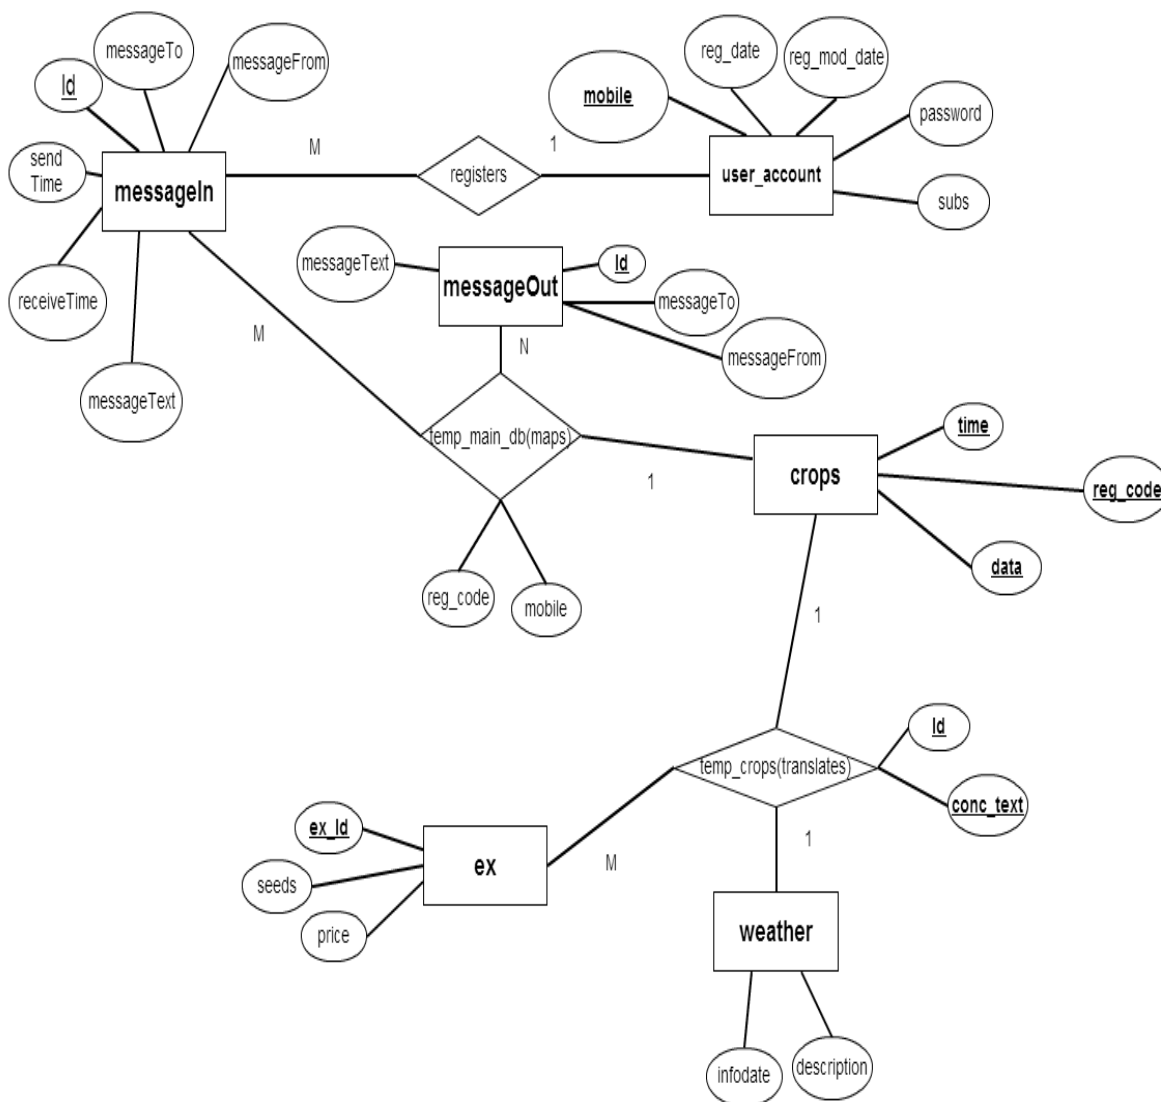 messageTo
messageFrom
Id
send
Time
messageIn
receiveTime
messageText
M
registers
1
mobile
reg_date
reg_mod_date
password
user_account
subs
messageText
messageOut
Id
messageTo
messageFrom
M
N
temp_main_db(maps)
1
reg_code
mobile
crops
time
reg_code
data
1
temp_crops(translates)
Id
conc_text
ex_Id
seeds
price
ex
M
1
weather
infodate
description